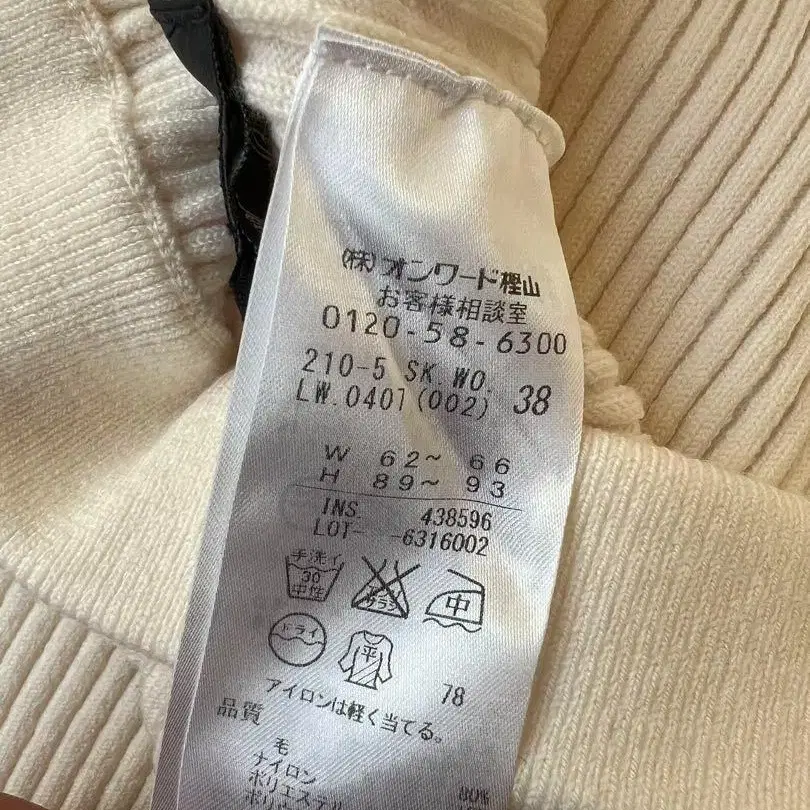 (株)オンワード樫山
お客様相談室
0120-58-6300
210-5 SK.WO.
LW.0401(002) 38
W 62~ 66
H 89~ 93
INS. 438596
LOT- -6316002
手洗イ
30
中性
中
ドライ
平
78
アイロンは軽く当てる。
品質
毛
ナイロン
ポリエステル
80%